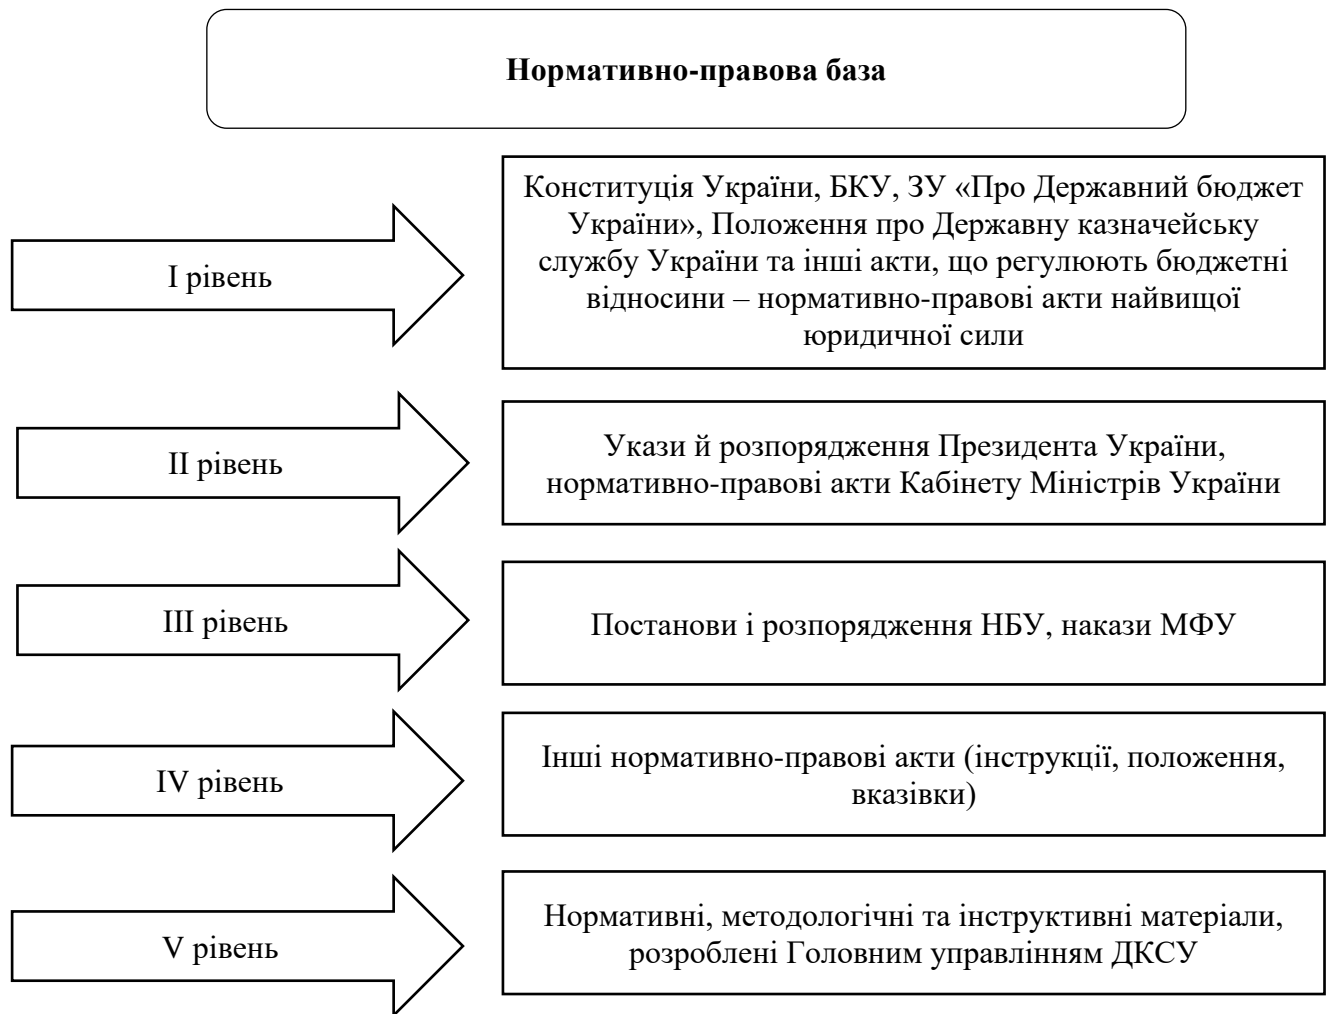 Нормативно-правова база
І рівень
Конституція України, БКУ, ЗУ «Про Державний бюджет
України», Положення про Державну казначейську
службу України та інші акти, що регулюють бюджетні
відносини – нормативно-правові акти найвищої
юридичної сили
ІІ рівень
Укази й розпорядження Президента України,
нормативно-правові акти Кабінету Міністрів України
ІІІ рівень
Постанови і розпорядження НБУ, накази МФУ
IV рівень
Інші нормативно-правові акти (інструкції, положення,
вказівки)
V рівень
Нормативні, методологічні та інструктивні матеріали,
розроблені Головним управлінням ДКСУ